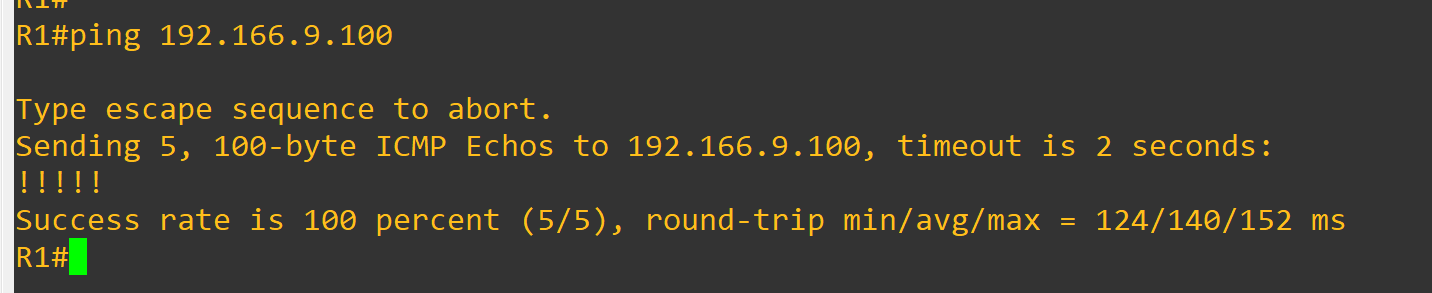 R1#
R1#ping 192.166.9.100
Type escape sequence to abort.
Sending 5, 100-byte ICMP Echos to 192.166.9.100, timeout is 2 seconds:
!!!!!
Success rate is 100 percent (5/5), round-trip min/avg/max = 124/140/152 ms
R1#